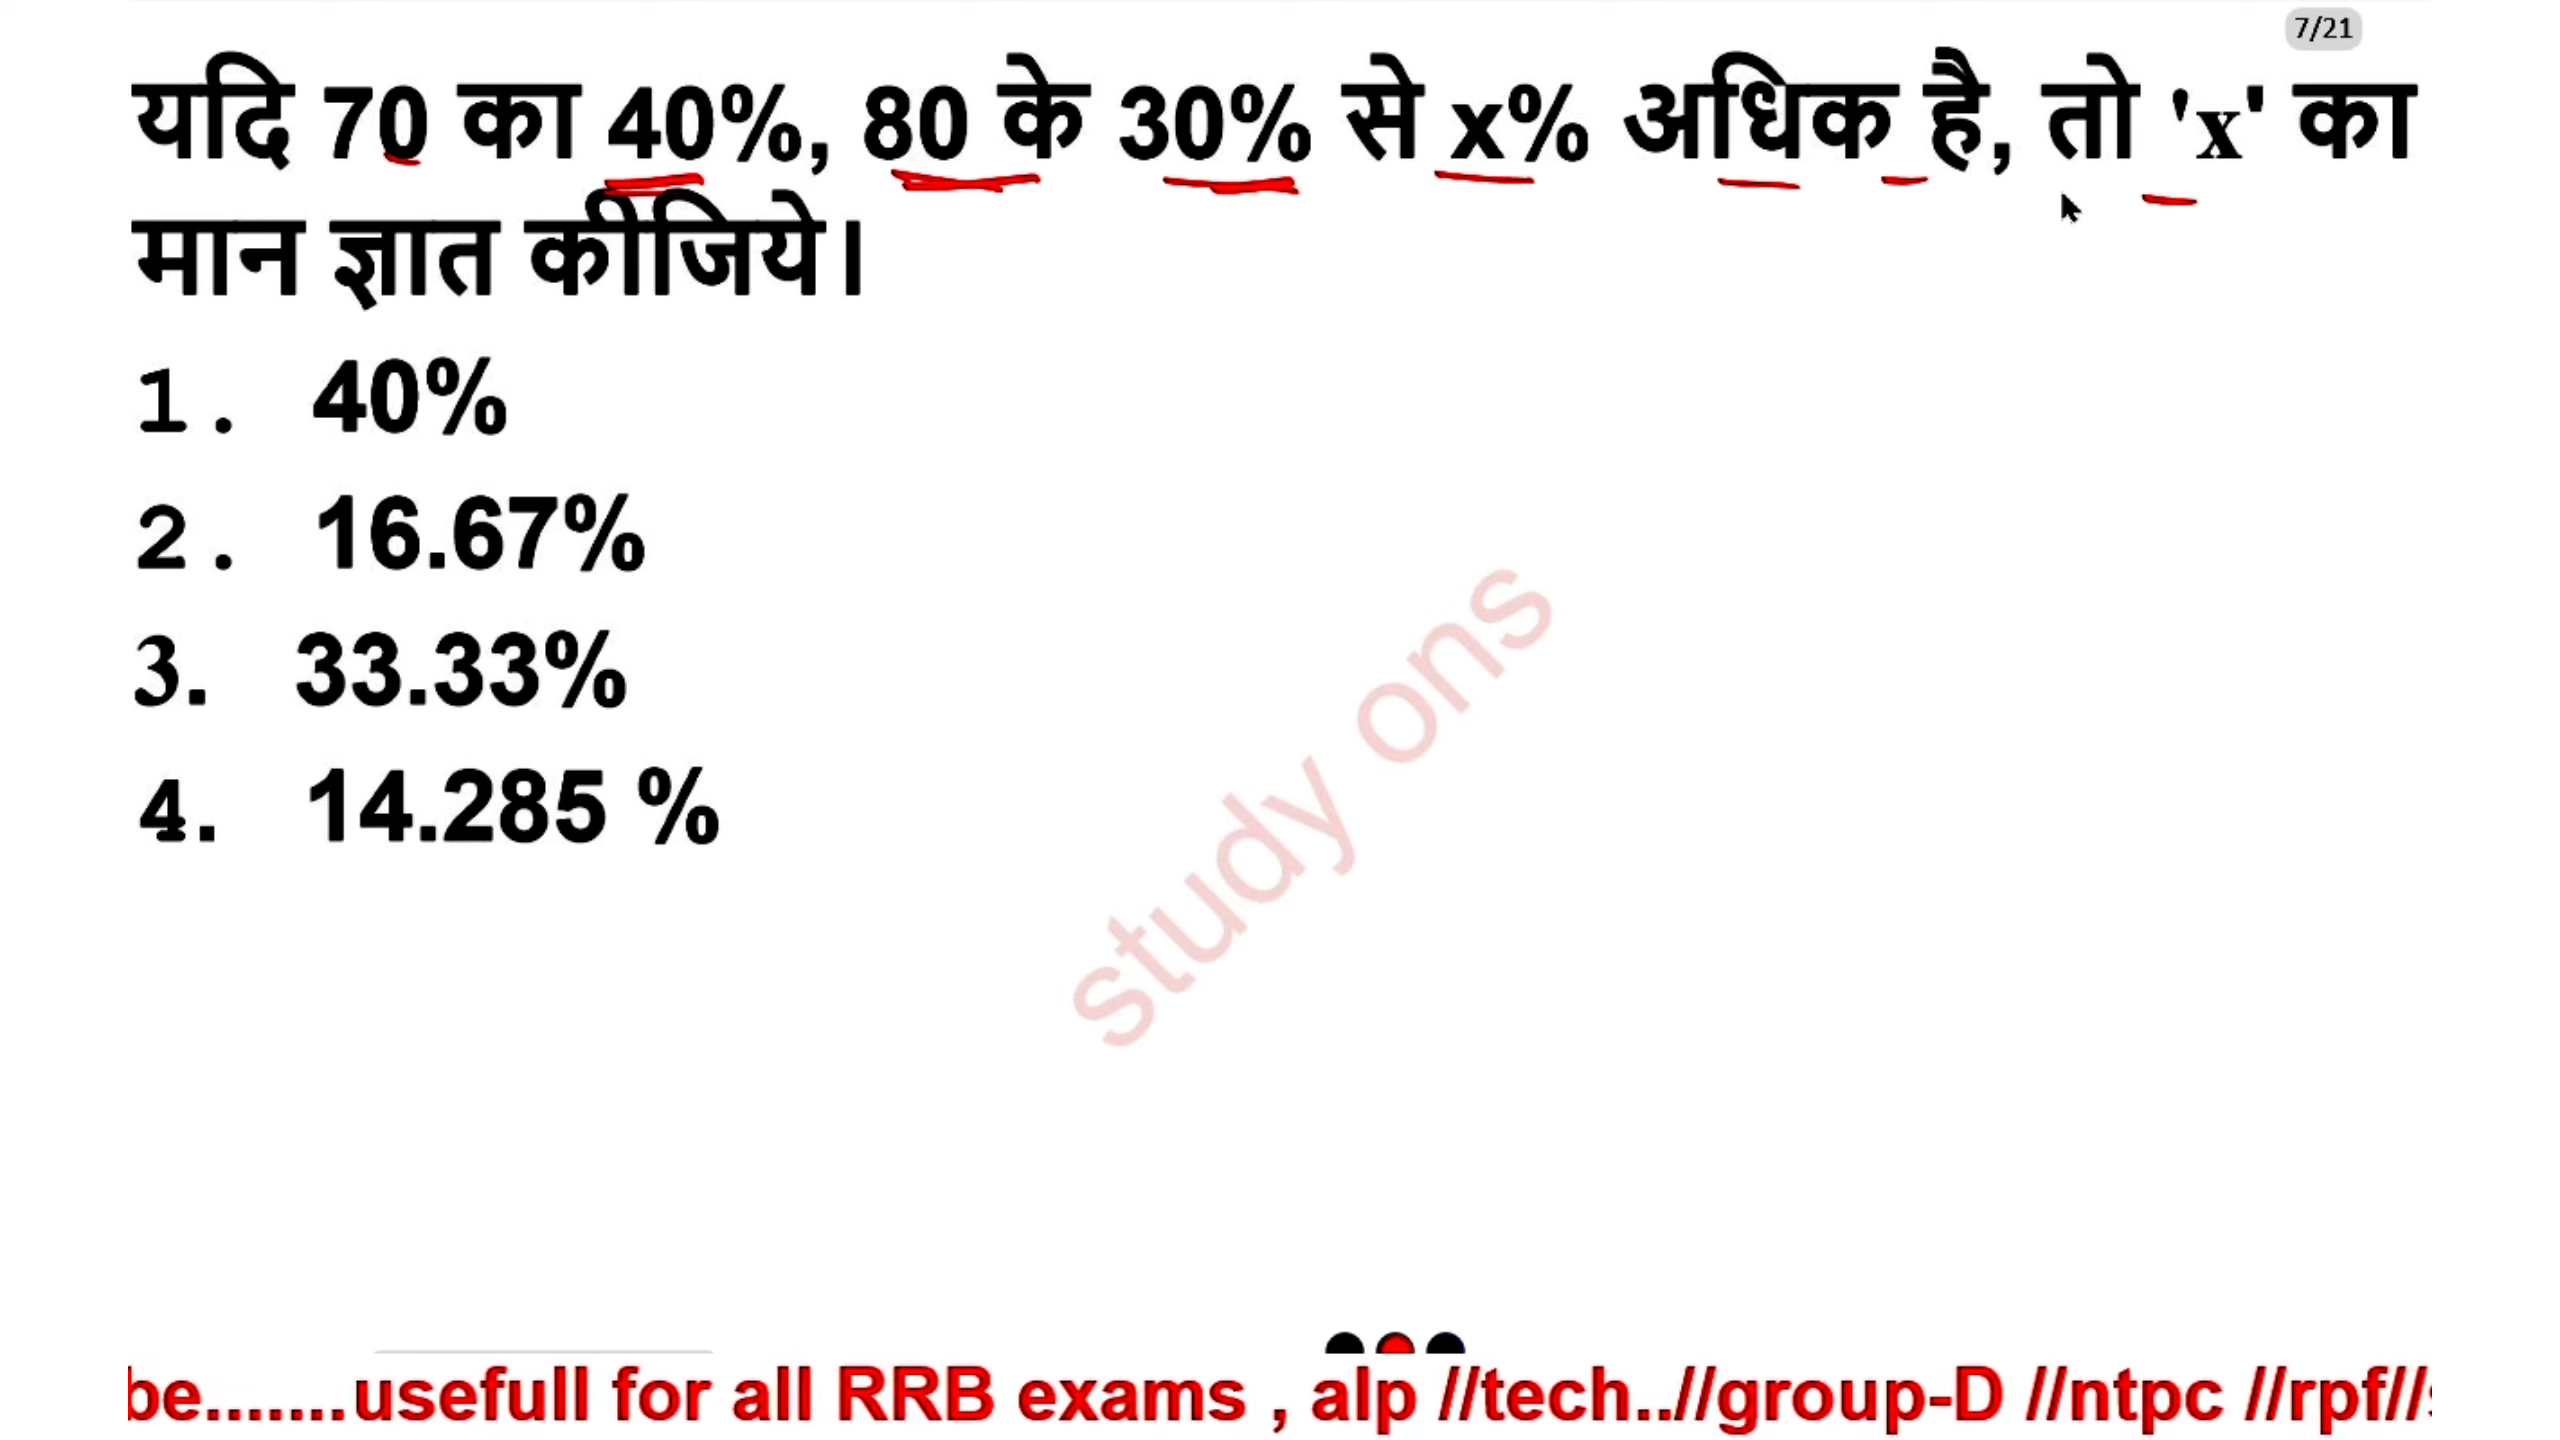 7/21
यदि 70 का 40%, 80 के 30% से x% अधिक है, तो 'x' का
मान ज्ञात कीजिये।
1. 40%
2. 16.67%
3. 33.33%
4. 14.285 %
study ons
be.......usefull for all RRB exams , alp //tech..//group-D //ntpc //rpf//